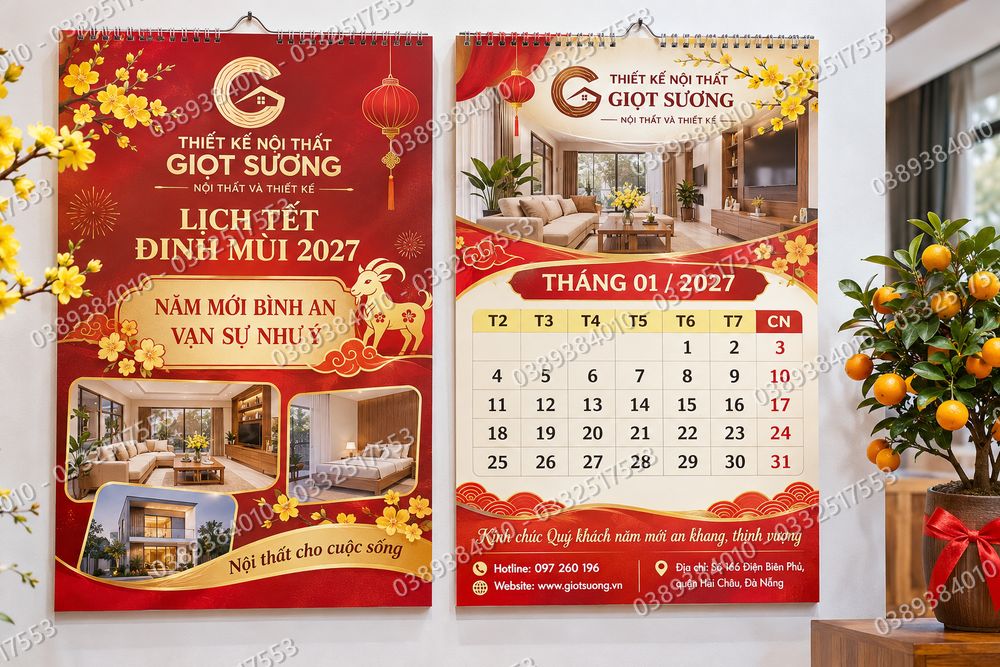 THIẾT KẾ NỘI THẤT
GIỌT SƯƠNG
NỘI THẤT VÀ THIẾT KẾ
LỊCH TẾT
ĐINH MÙI 2027
NĂM MỚI BÌNH AN
VẠN SỰ NHƯ Ý
Nội thất cho cuộc sống
THIẾT KẾ NỘI THẤT
GIỌT SƯƠNG
NỘI THẤT VÀ THIẾT KẾ
THÁNG 01 / 2027
T2 T3 T4 T5 T6 T7 CN
1 2 3
4 5 6 7 8 9 10
11 12 13 14 15 16 17
18 19 20 21 22 23 24
25 26 27 28 29 30 31
Kính chúc Quý khách năm mới an khang, thịnh vượng
Hotline: 097 260 196
Website: www.giotsuong.vn
Địa chỉ: Số 166 Điện Biên Phủ,
quận Hải Châu, Đà Nẵng
0389384010 - 0332517553